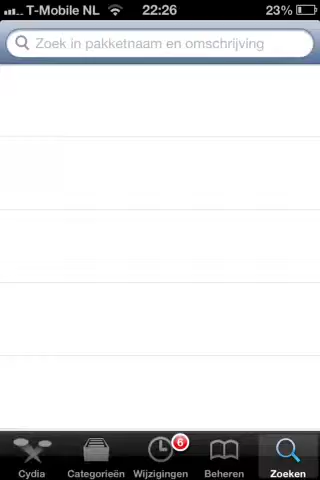 T-Mobile NL 22:26 23%
Zoek in pakketnaam en omschrijving
6
Cydia Categorieën Wijzigingen Beheren Zoeken